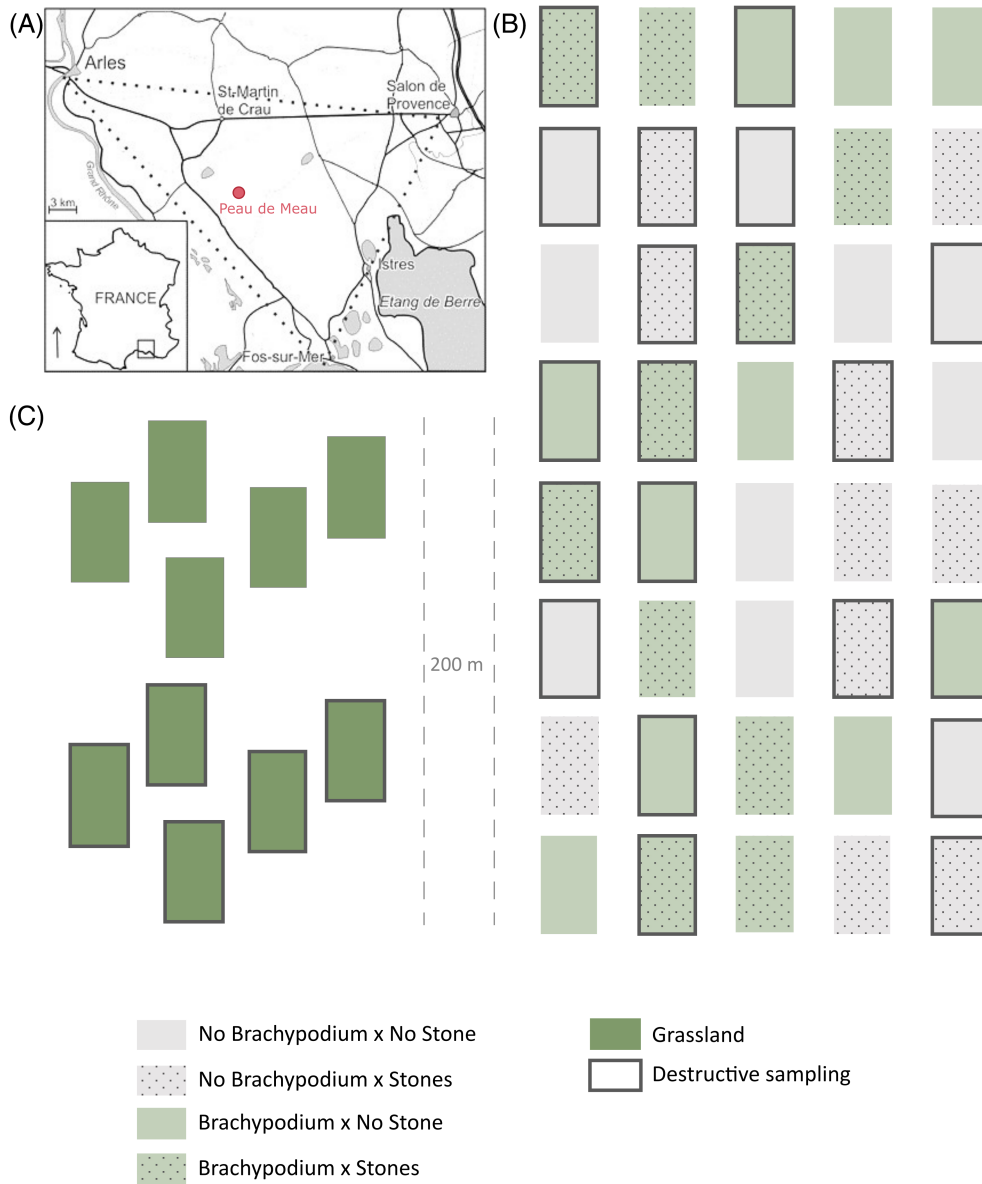 (A)
Arles
St-Martin
de Crau
Salon de
Provence
Grand Rhône
3 km
Peau de Meau
Istres
Etang de Berre
FRANCE
Fos-sur-Mer
(B)
(C)
200 m
No Brachypodium x No Stone
No Brachypodium x Stones
Brachypodium x No Stone
Brachypodium x Stones
Grassland
Destructive sampling